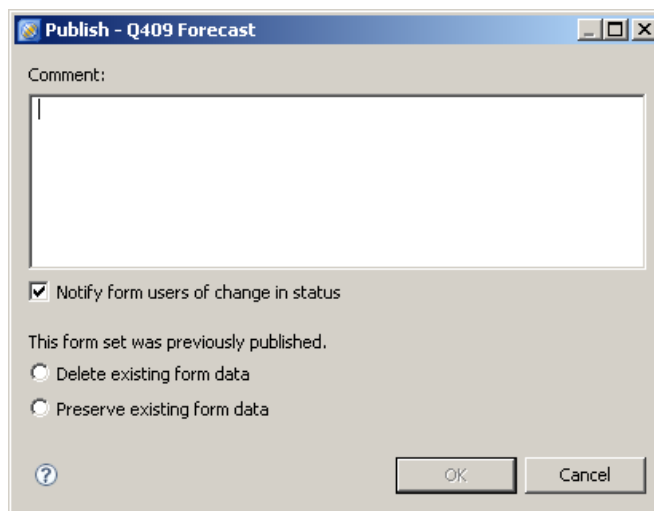 Publish - Q409 Forecast
Comment:
Notify form users of change in status
This form set was previously published.
Delete existing form data
Preserve existing form data
?
OK
Cancel